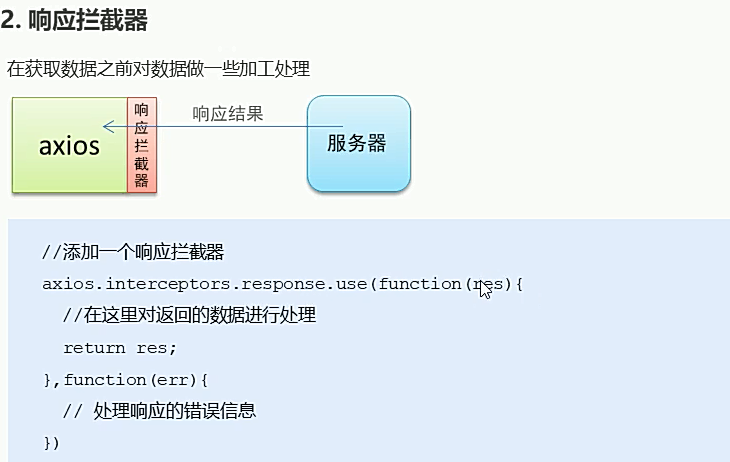 2. 响应拦截器
在获取数据之前对数据做一些加工处理
axios
响应拦截器
响应结果
服务器
//添加一个响应拦截器
axios.interceptors.response.use(function(res){
//在这里对返回的数据进行处理
return res;
},function(err){
// 处理响应的错误信息
})